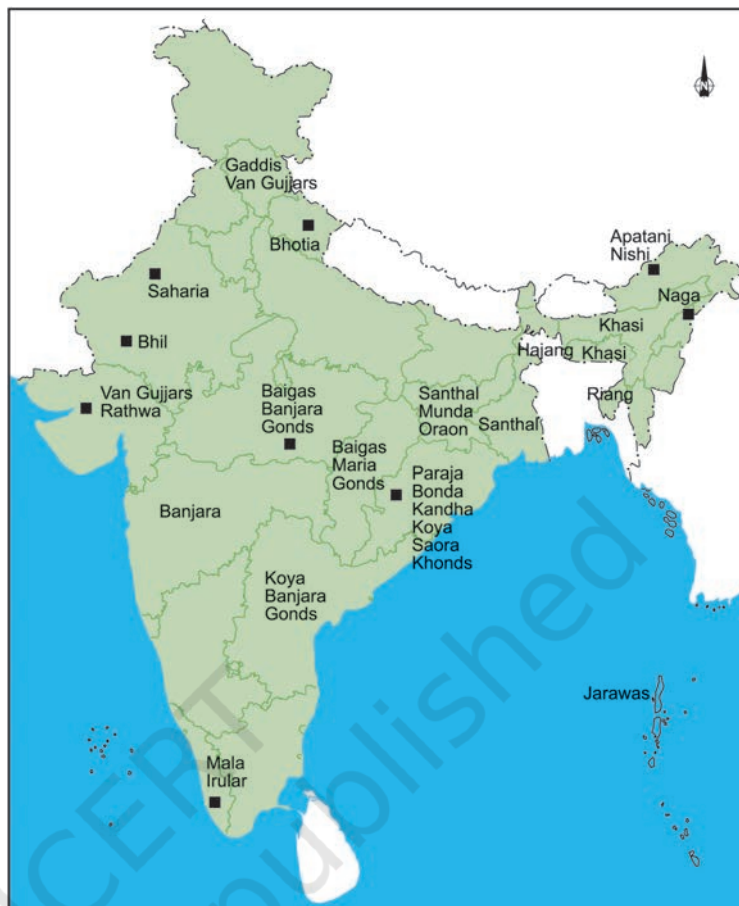 N
Gaddis
Van Gujjars
Bhotia
Apatani
Nishi
Saharia
Naga
Khasi
Bhil
Hajang
Khasi
Van Gujjars
Rathwa
Baigas
Banjara
Gonds
Santhal
Munda
Oraon
Santhal
Riang
Baigas
Maria
Gonds
Paraja
Bonda
Kandha
Koya
Saora
Khonds
Banjara
Koya
Banjara
Gonds
Jarawas
Mala
Irular
NCERT
published